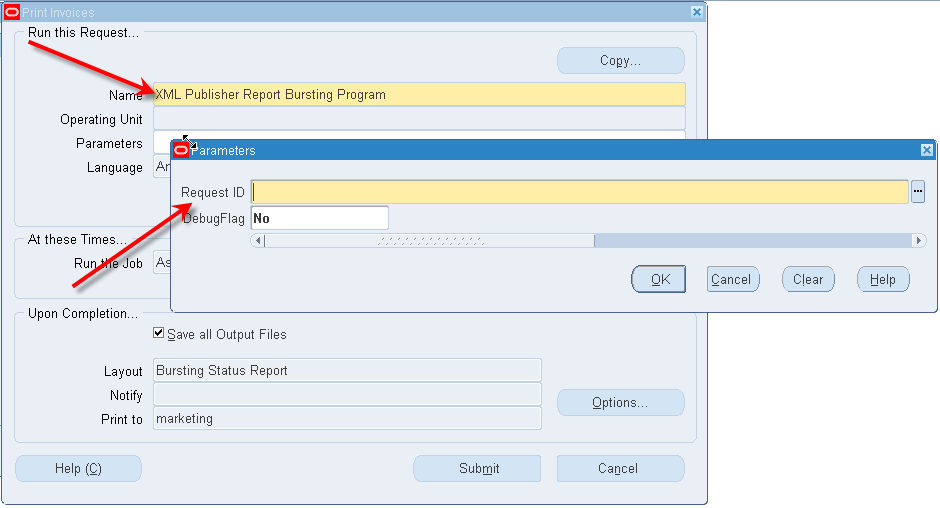 Print Invoices
Run this Request...
Copy...
Name XML Publisher Report Bursting Program
Operating Unit
Parameters
Language
Parameters
Request ID
DebugFlag No
OK Cancel Clear Help
At these Times...
Run the Job As
Upon Completion...
Save all Output Files
Layout Bursting Status Report
Notify
Options...
Print to marketing
Help (C) Submit Cancel